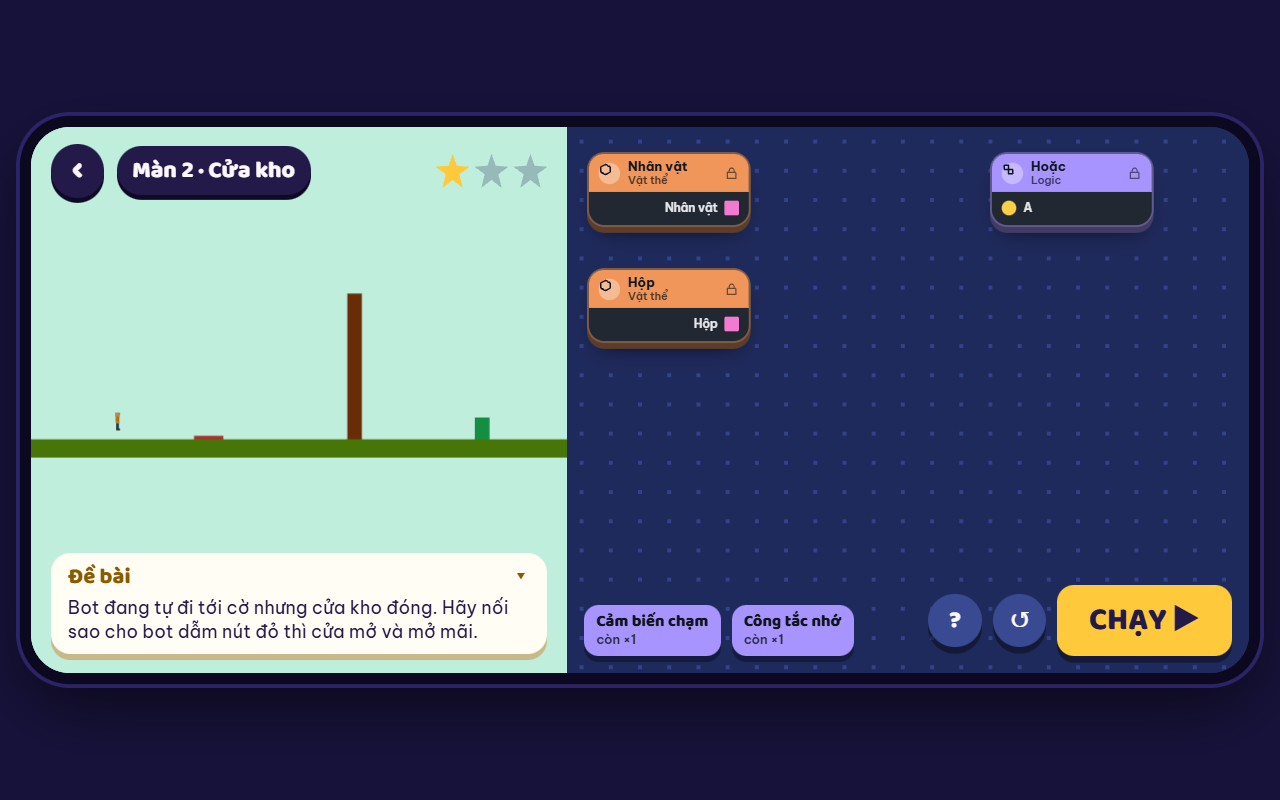 Màn 2 • Cửa kho
Nhân vật
Vật thể
Nhân vật
Hộp
Vật thể
Hộp
Hoặc
Logic
A
Đề bài
Bot đang tự đi tới cờ nhưng cửa kho đóng. Hãy nối
sao cho bot dẫm nút đỏ thì cửa mở và mở mãi.
Cảm biến chạm
còn ×1
Công tắc nhớ
còn ×1
?
↺
CHẠY ▶